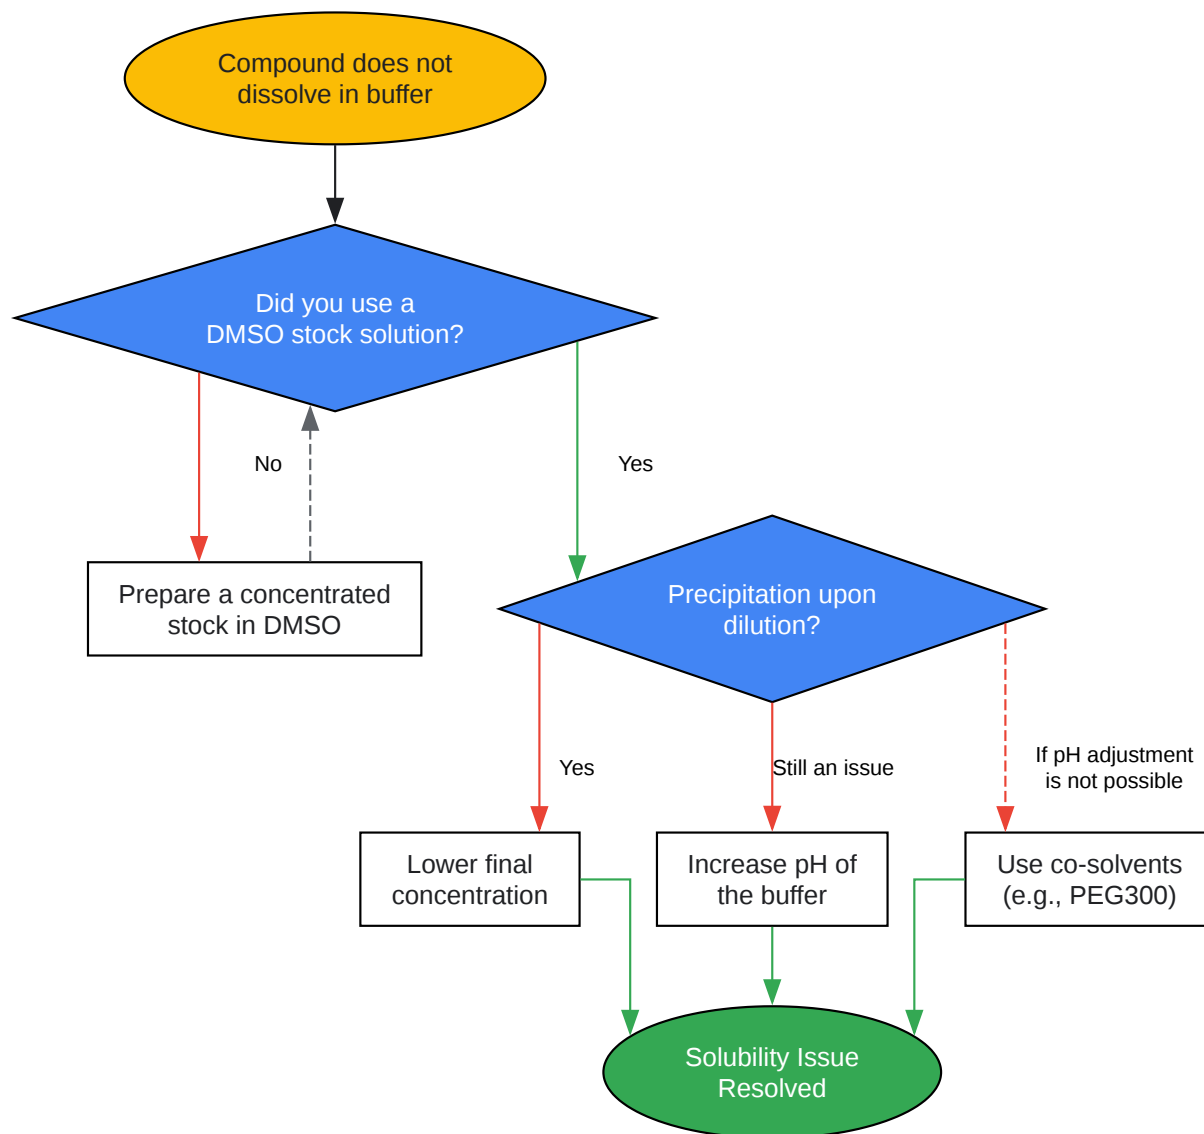 Compound does not
dissolve in buffer
Did you use a
DMSO stock solution?
No
Yes
Prepare a concentrated
stock in DMSO
Precipitation upon
dilution?
Yes
Still an issue
If pH adjustment
is not possible
Lower final
concentration
Increase pH of
the buffer
Use co-solvents
(e.g., PEG300)
Solubility Issue
Resolved